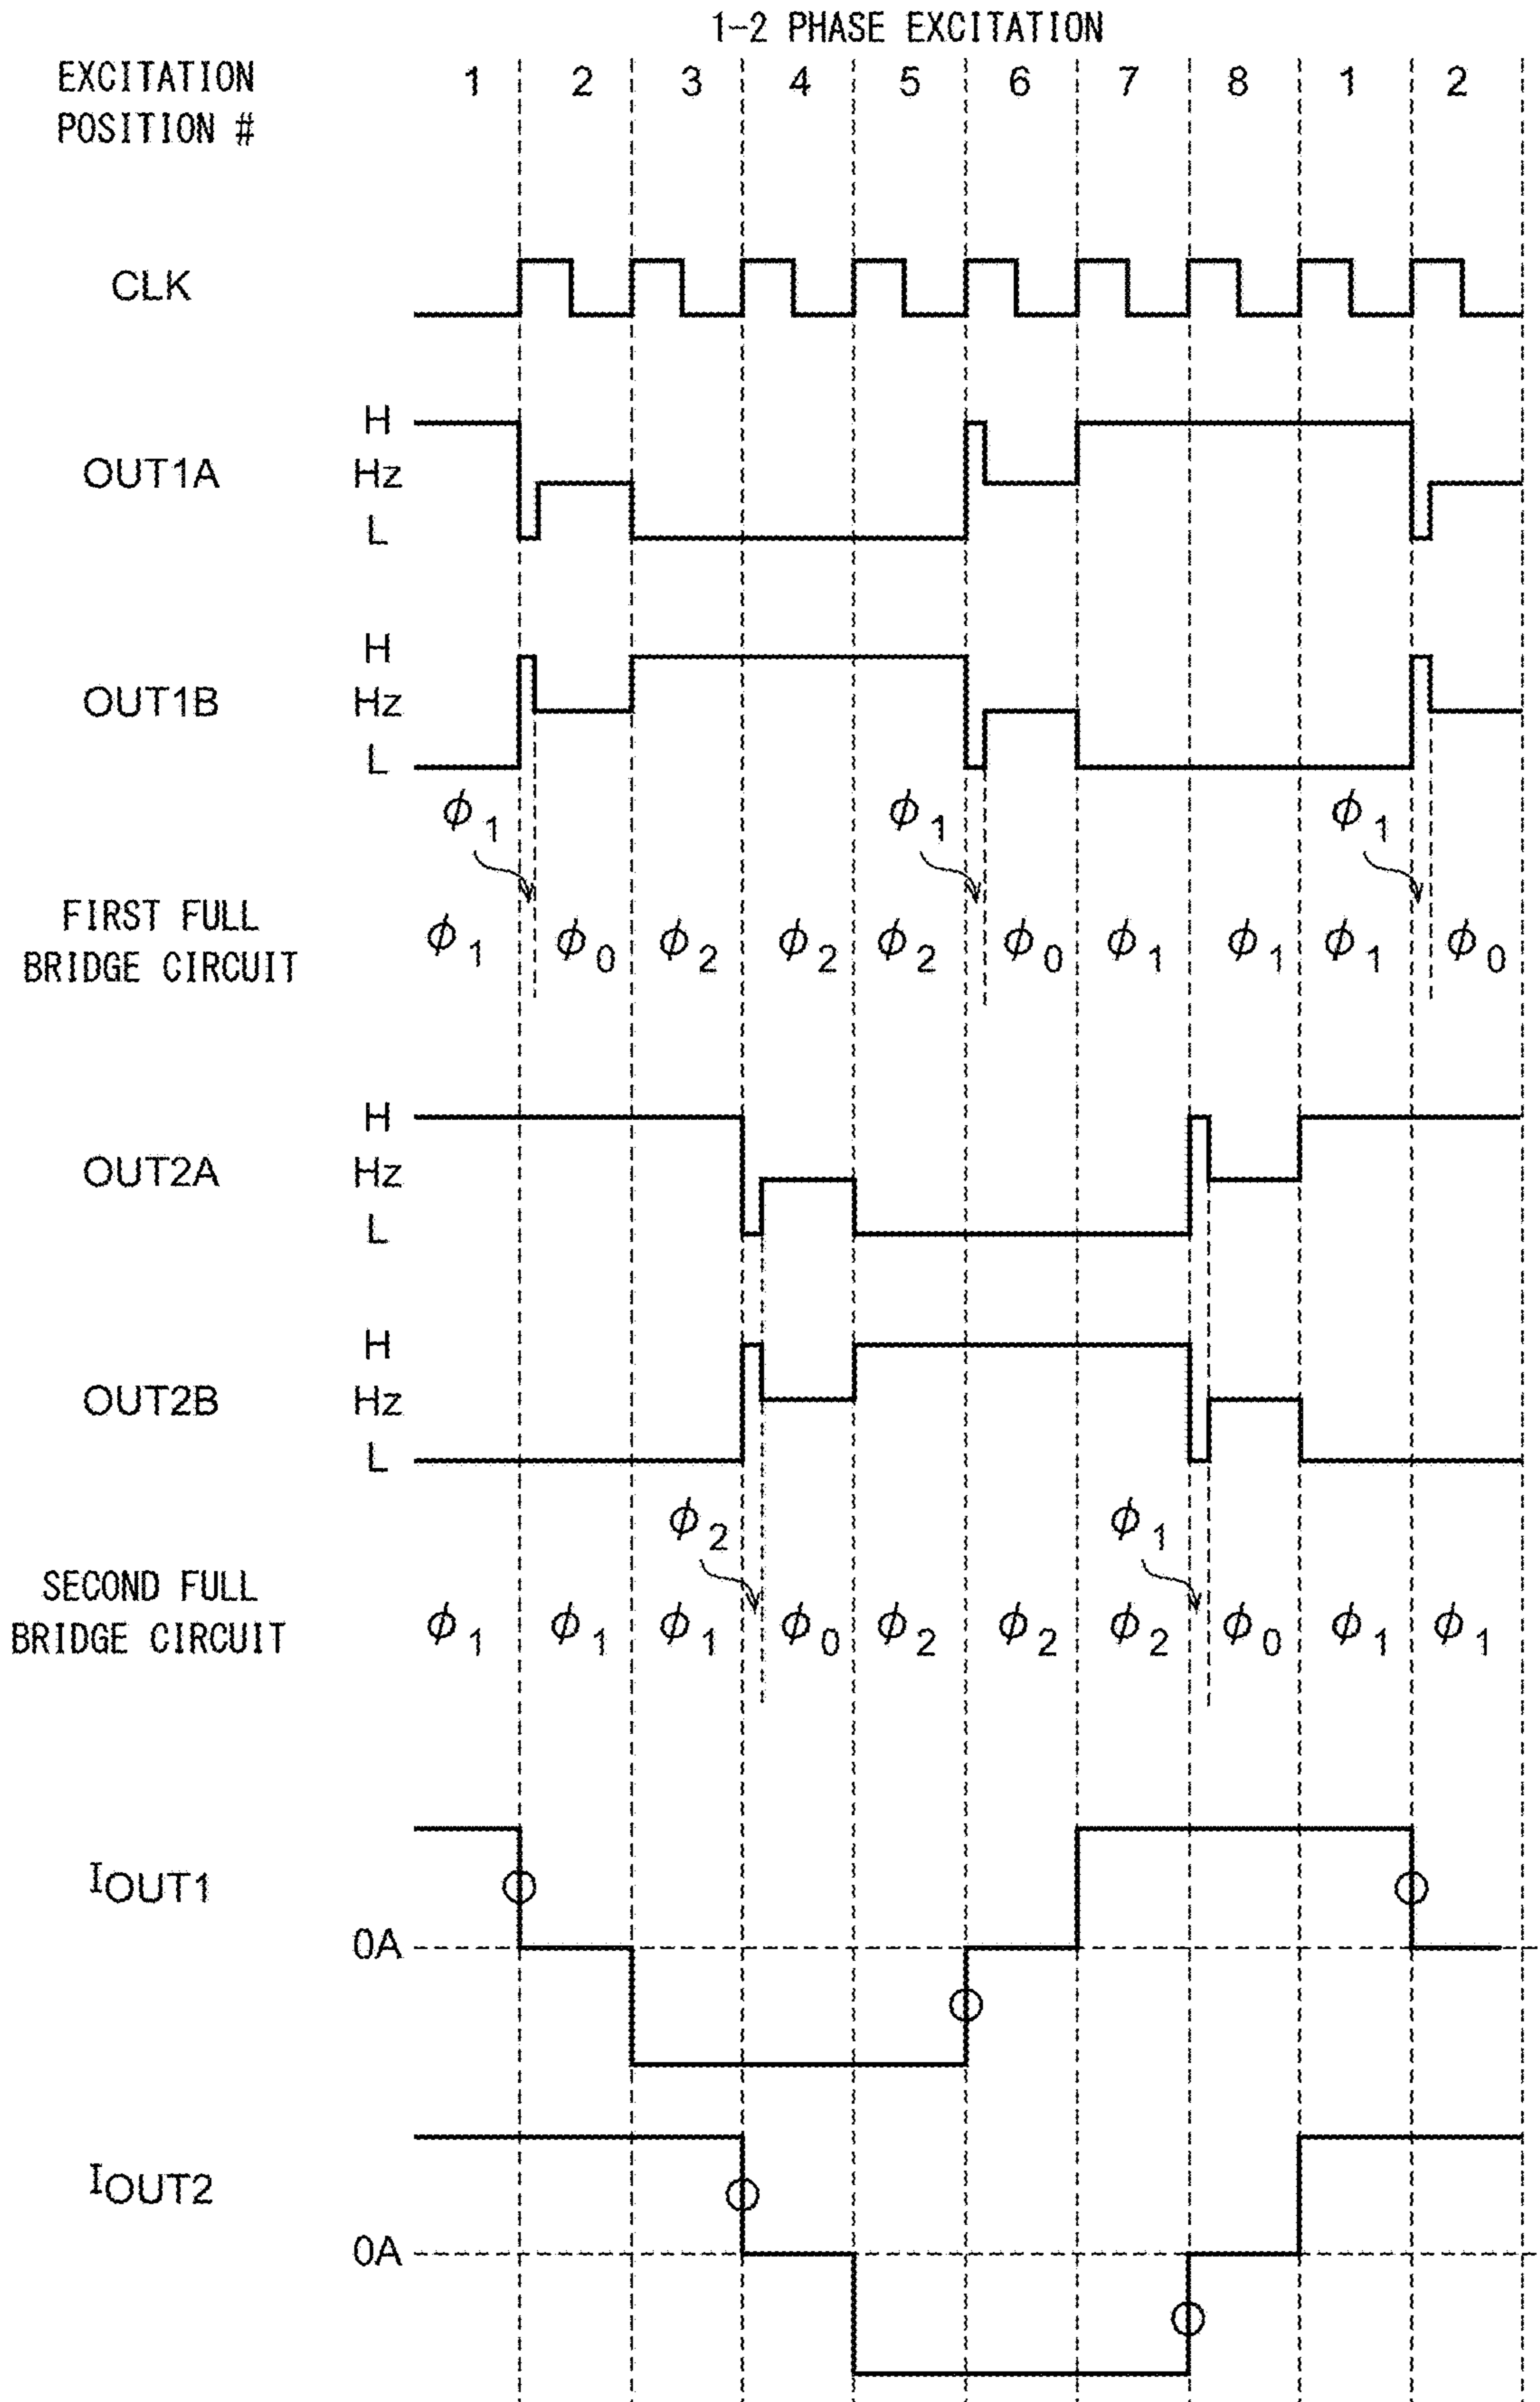 1-2 PHASE EXCITATION
EXCITATION
POSITION #
1 2 3 4 5 6 7 8 1 2
CLK
H
OUT1A Hz
L
H
OUT1B Hz
L
ϕ1 ϕ1 ϕ1
FIRST FULL
BRIDGE CIRCUIT
ϕ1 ϕ0 ϕ2 ϕ2 ϕ2 ϕ0 ϕ1 ϕ1 ϕ1 ϕ0
H
OUT2A Hz
L
H
OUT2B Hz
L
ϕ2 ϕ1
SECOND FULL
BRIDGE CIRCUIT
ϕ1 ϕ1 ϕ1 ϕ0 ϕ2 ϕ2 ϕ2 ϕ0 ϕ1 ϕ1
IOUT1
0A
IOUT2
0A